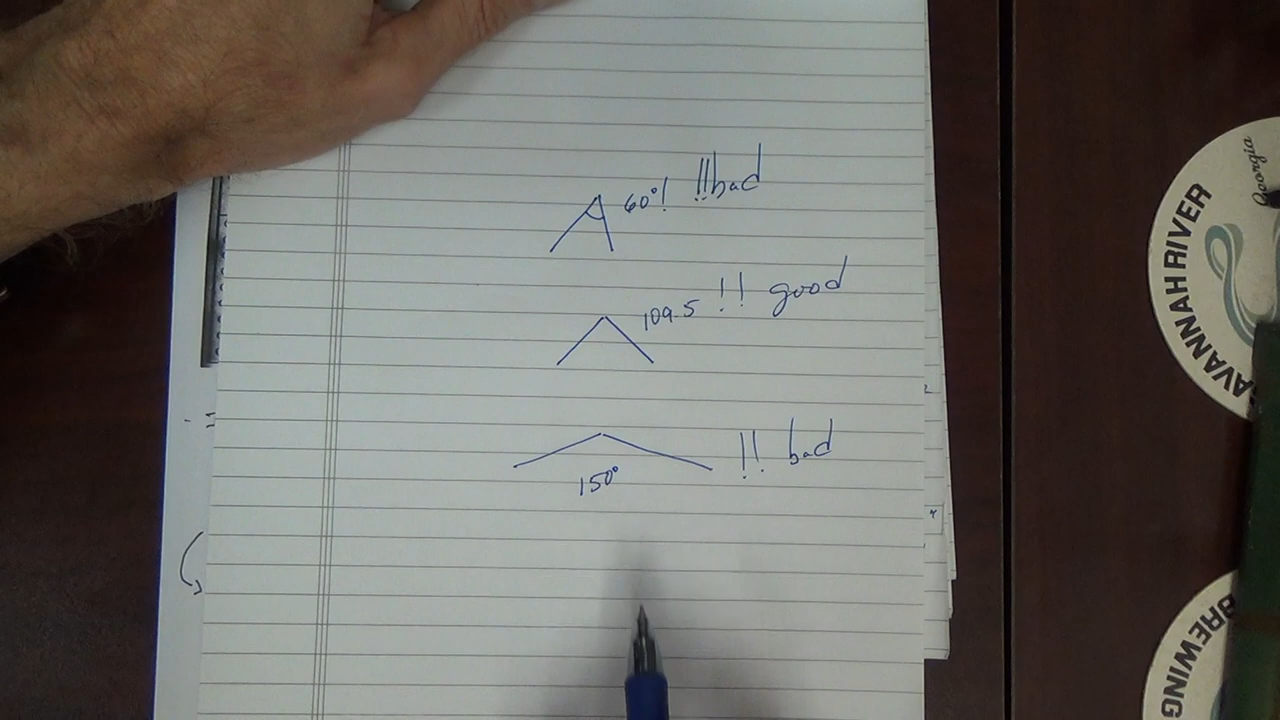 60°! !!bad
109.5 !! good
150° !! bad
Georgia
SAVANNAH RIVER
BREWING